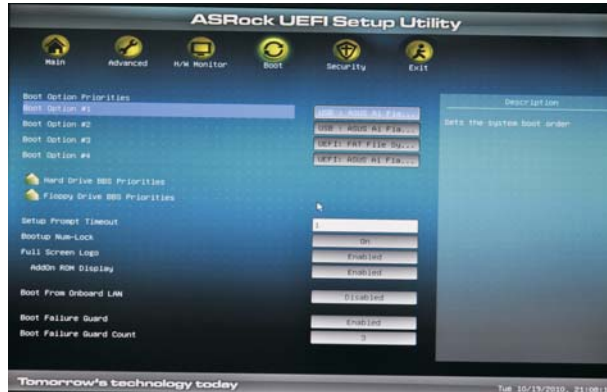 ASRock UEFI Setup Utility
Main Advanced H/W Monitor Boot Security Exit
Boot Option Priorities
Boot Option #1 USB : ASUS Ai Fla...
Boot Option #2 USB : ASUS Ai Fla...
Boot Option #3 UEFI: FAT File Sy...
Boot Option #4 UEFI: ASUS Ai Fla...
Hard Drive BBS Priorities
Floppy Drive BBS Priorities
Setup Prompt Timeout 1
Bootup Num-Lock On
Full Screen Logo Enabled
AddOn ROM Display Enabled
Boot From Onboard LAN Disabled
Boot Failure Guard Enabled
Boot Failure Guard Count 3
Description
Sets the system boot order
Tomorrow's technology today
Tue 10/19/2010, 21:08: